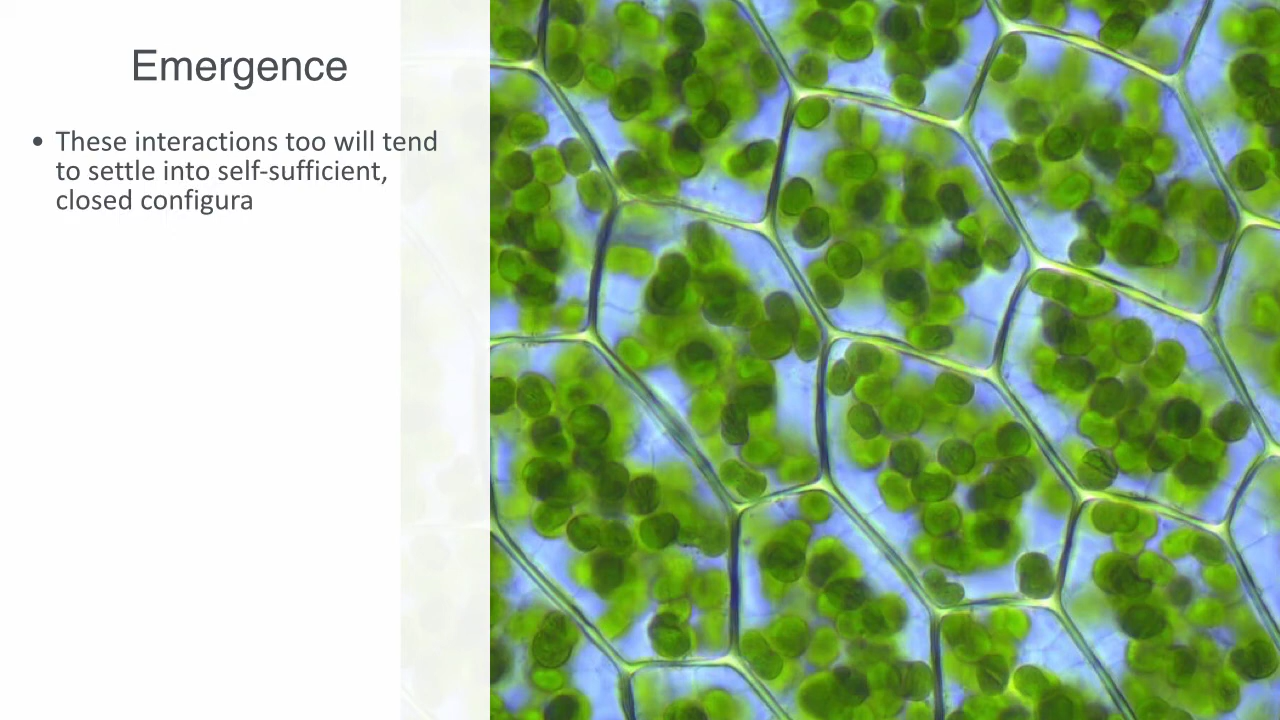 Emergence
• These interactions too will tend
to settle into self-sufficient,
closed configura